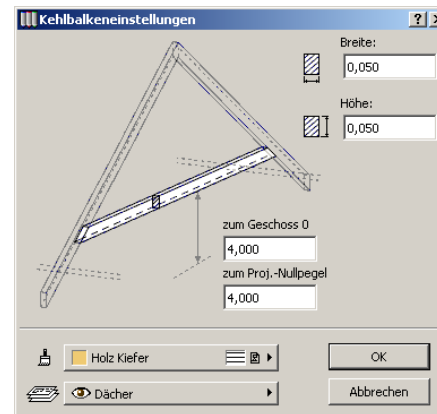 Kehlbalkeneinstellungen
Breite:
0,050
Höhe:
0,050
zum Geschoss 0
4,000
zum Proj.-Nullpegel
4,000
Holz Kiefer
OK
Dächer
Abbrechen